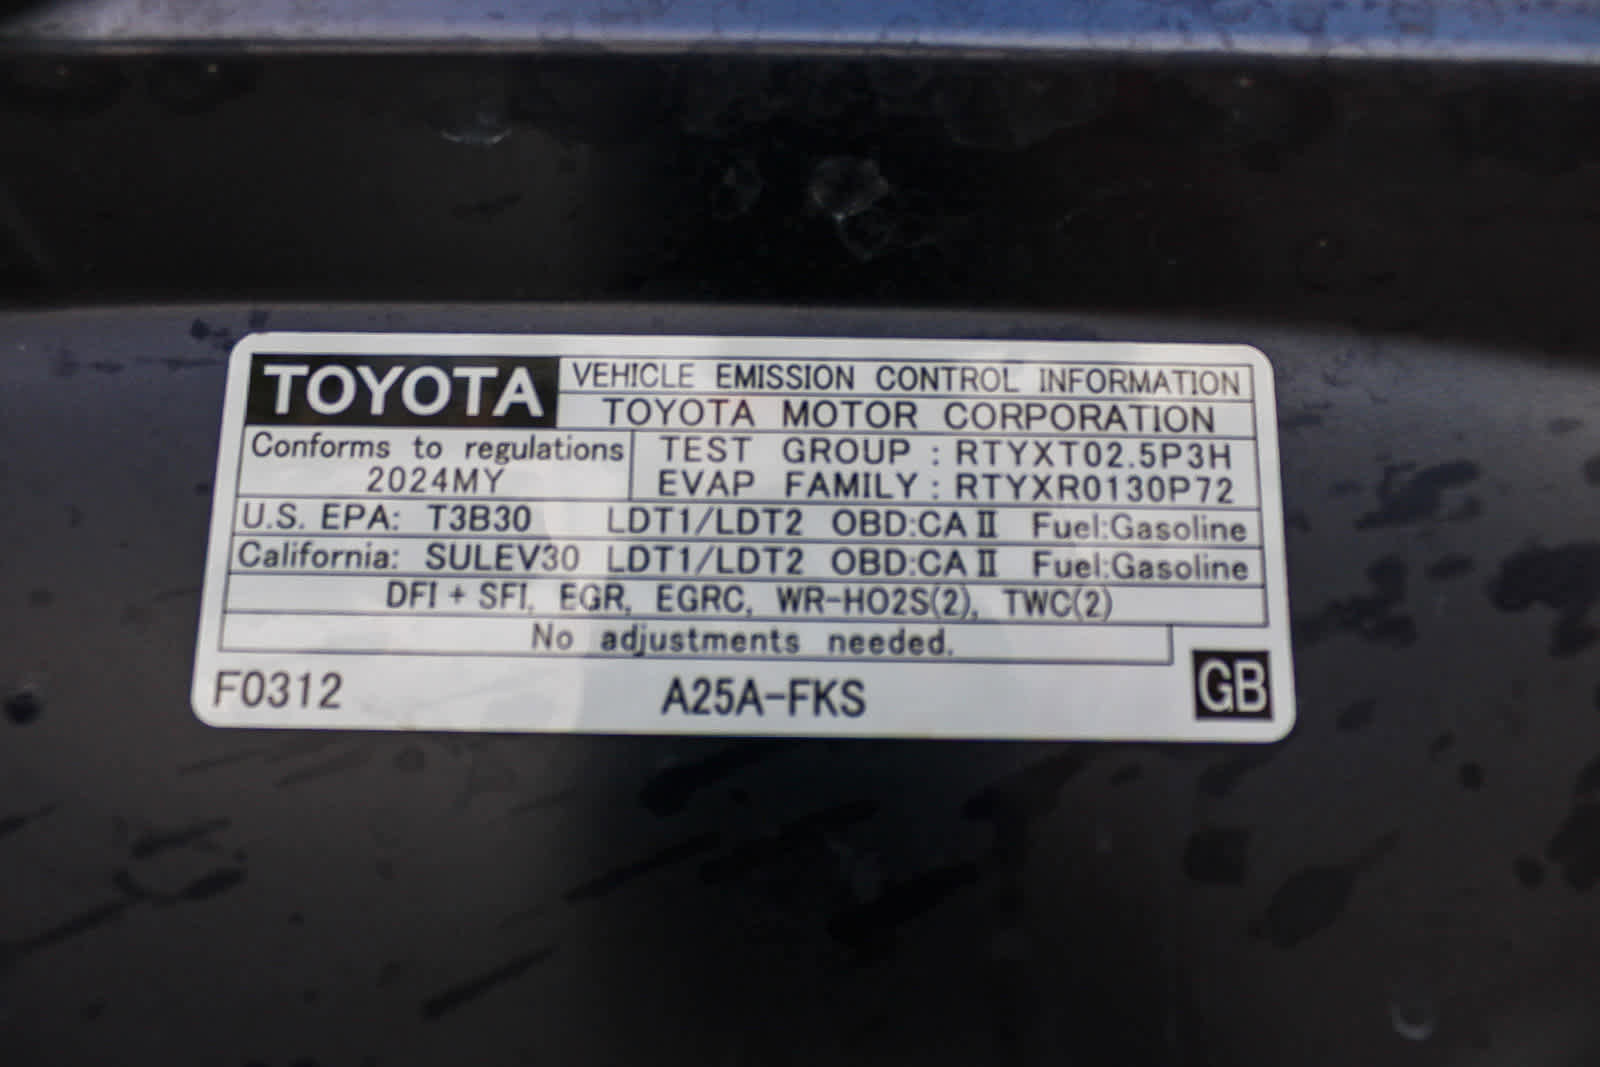 TOYOTA VEHICLE EMISSION CONTROL INFORMATION
TOYOTA MOTOR CORPORATION
Conforms to regulations TEST GROUP : RTYXT02.5P3H
2024MY EVAP FAMILY : RTYXR0130P72
U.S. EPA: T3B30 LDT1/LDT2 OBD:CA II Fuel:Gasoline
California: SULEV30 LDT1/LDT2 OBD:CA II Fuel:Gasoline
DFI + SFI, EGR, EGRC, WR-HO2S(2), TWC(2)
No adjustments needed.
F0312 A25A-FKS GB